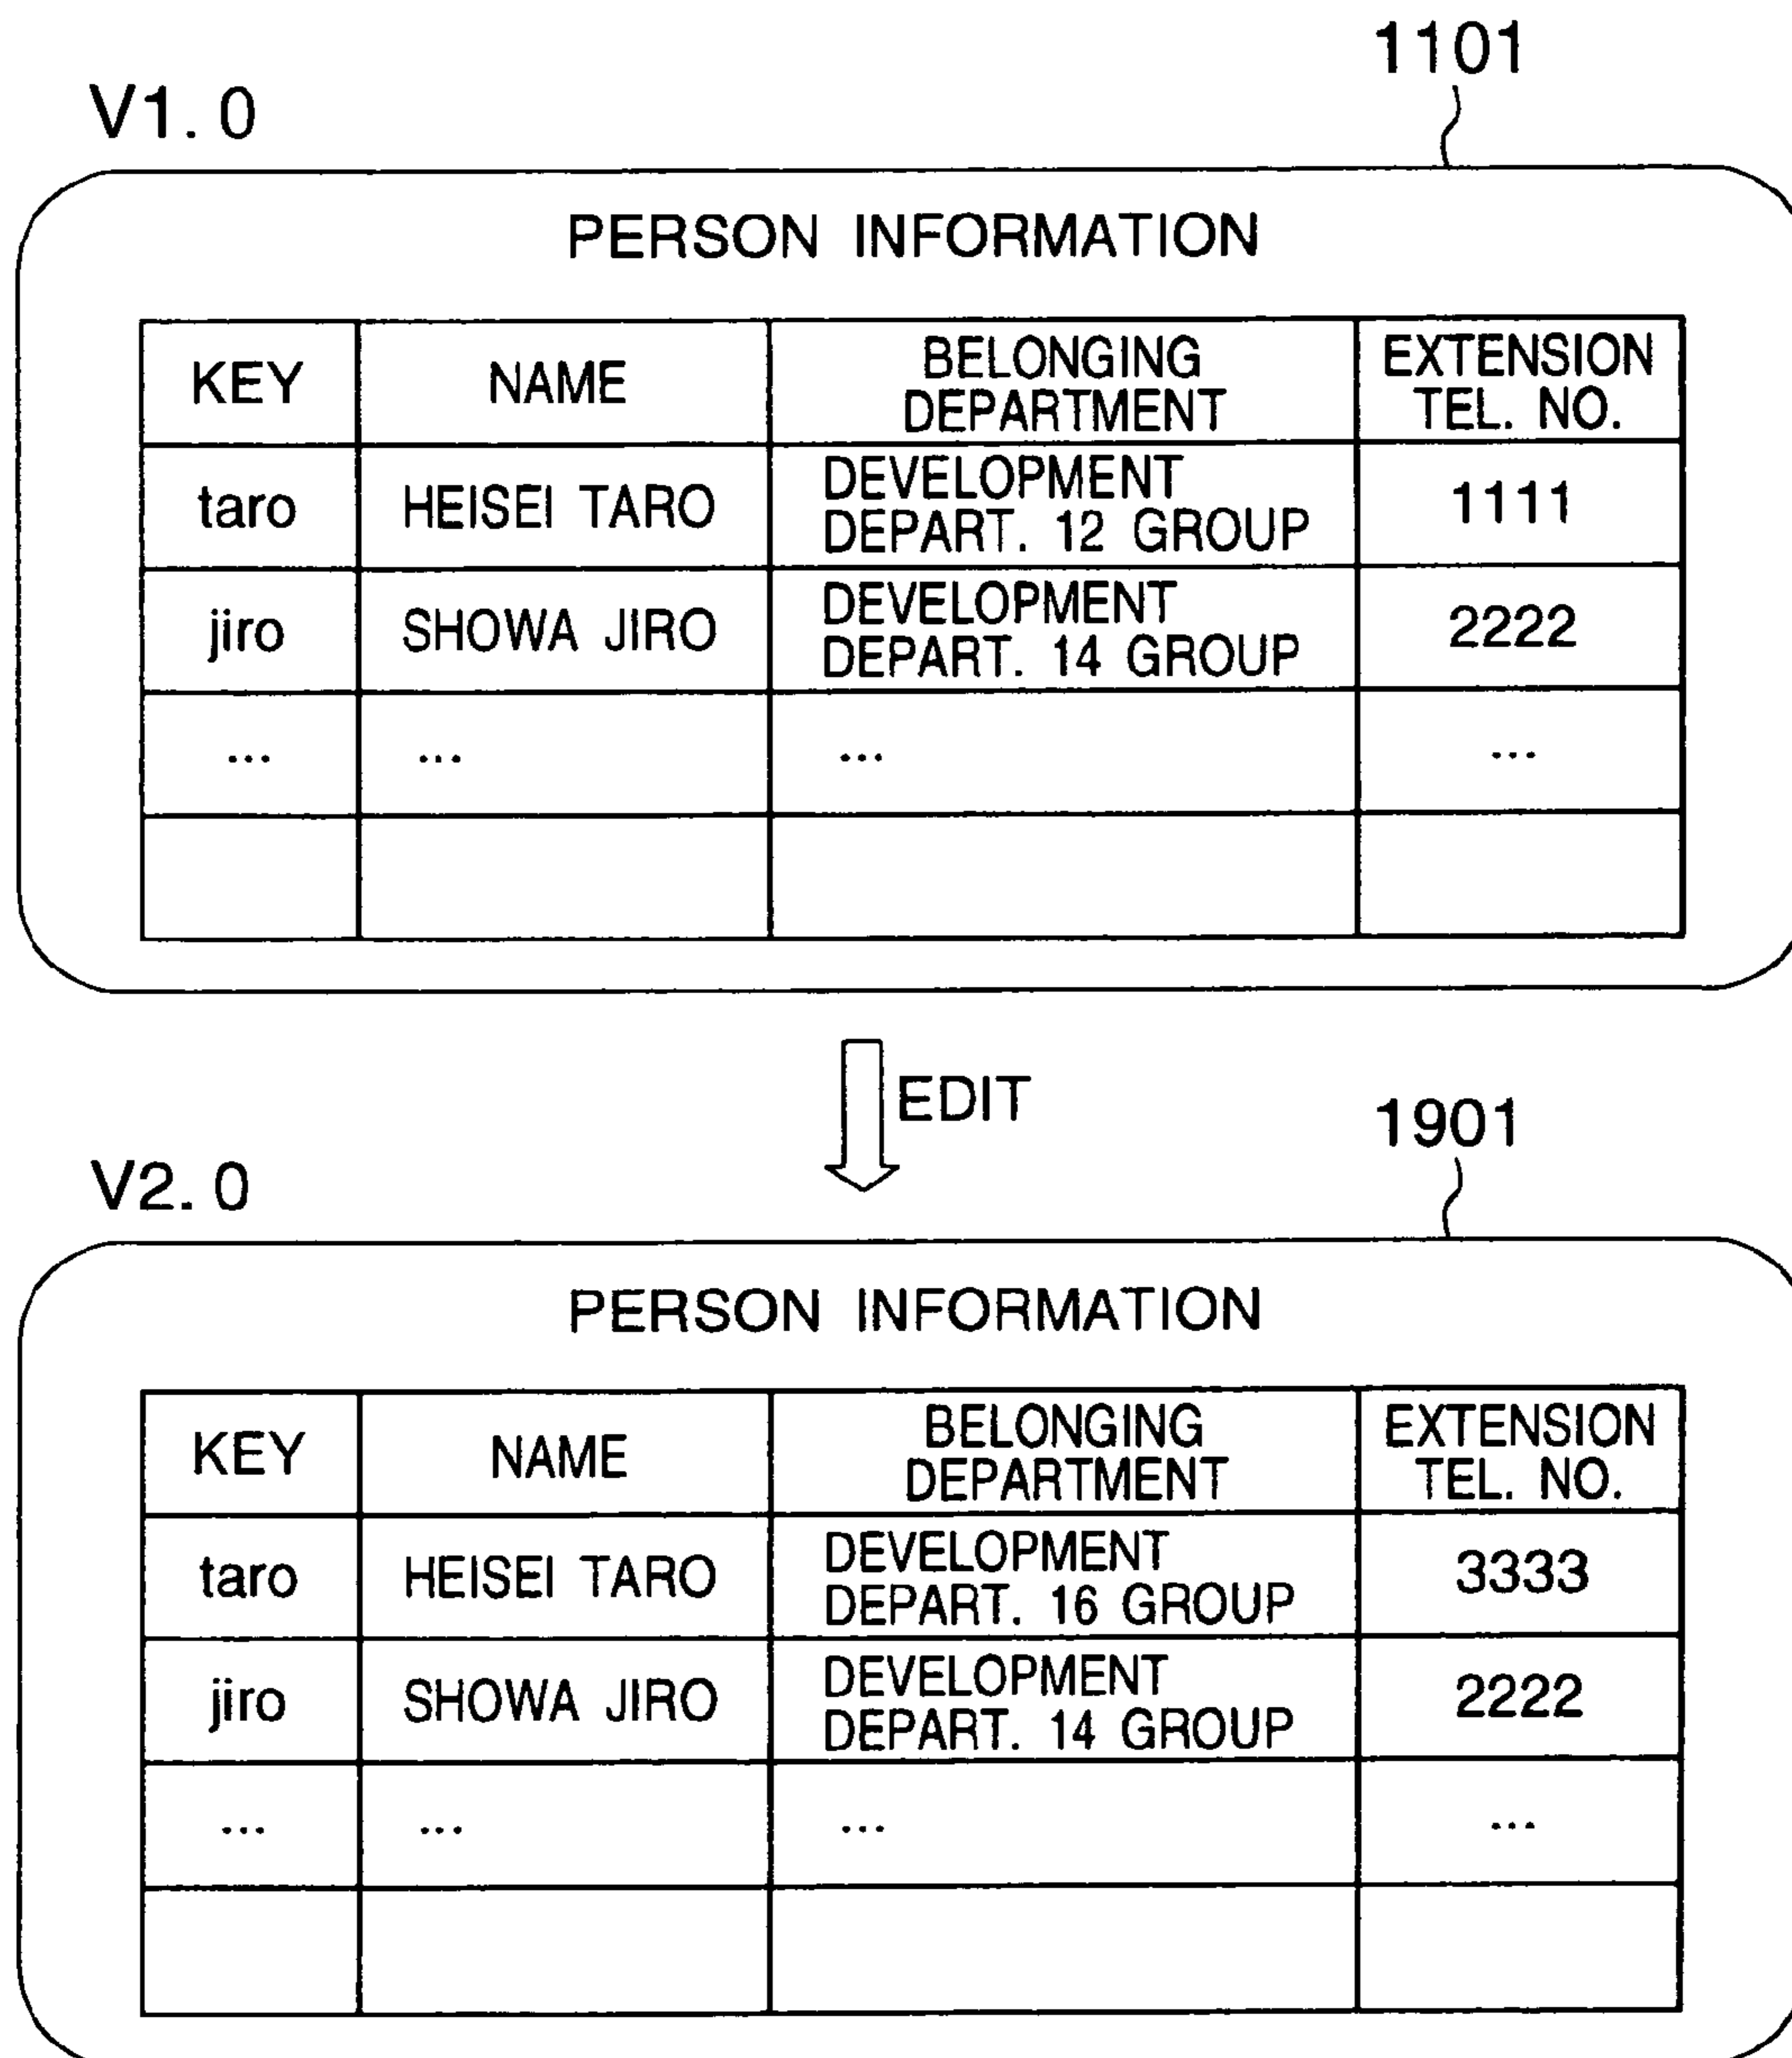 1101
V1. 0
PERSON INFORMATION
KEY
NAME
BELONGING
DEPARTMENT
EXTENSION
TEL. NO.
taro
HEISEI TARO
DEVELOPMENT
DEPART. 12 GROUP
1111
jiro
SHOWA JIRO
DEVELOPMENT
DEPART. 14 GROUP
2222
...
...
...
...
EDIT
1901
V2. 0
PERSON INFORMATION
KEY
NAME
BELONGING
DEPARTMENT
EXTENSION
TEL. NO.
taro
HEISEI TARO
DEVELOPMENT
DEPART. 16 GROUP
3333
jiro
SHOWA JIRO
DEVELOPMENT
DEPART. 14 GROUP
2222
...
...
...
...